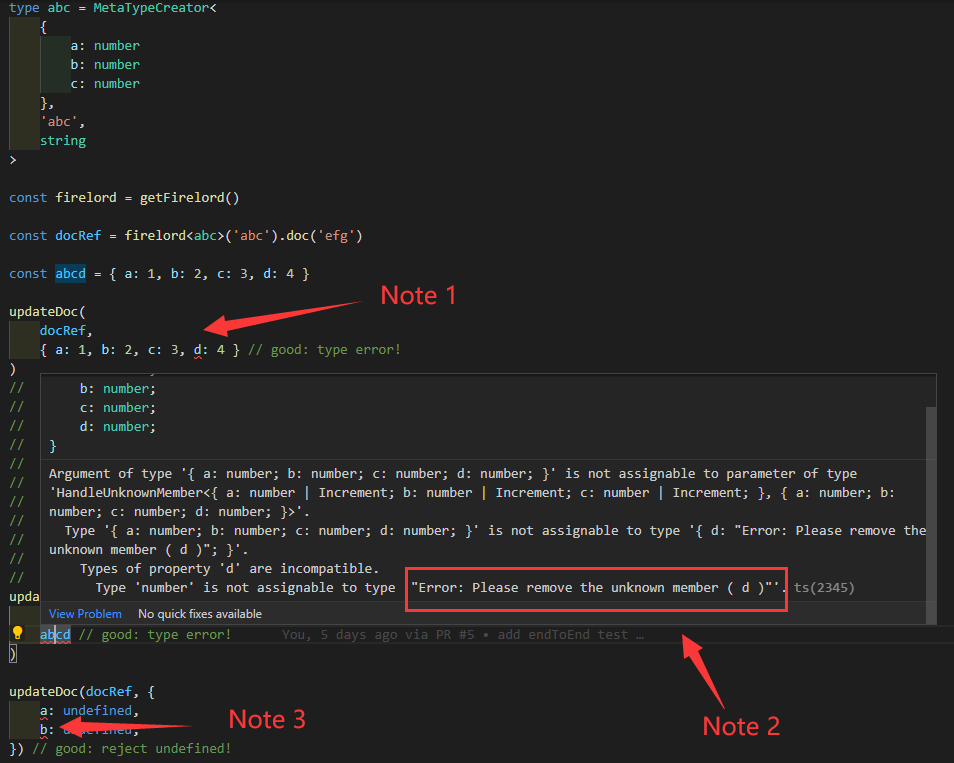 type abc = MetaTypeCreator<
{
a: number
b: number
c: number
},
'abc',
string
>
const firelord = getFirelord()
const docRef = firelord<abc>('abc').doc('efg')
const abcd = { a: 1, b: 2, c: 3, d: 4 }
Note 1
updateDoc(
docRef,
{ a: 1, b: 2, c: 3, d: 4 } // good: type error!
)
//
b: number;
//
c: number;
//
d: number;
//
}
//
//
Argument of type '{ a: number; b: number; c: number; d: number; }' is not assignable to parameter of type
//
'HandleUnknownMember<{ a: number | Increment; b: number | Increment; c: number | Increment; }, { a: number; b:
//
number; c: number; d: number; }>'.
//
Type '{ a: number; b: number; c: number; d: number; }' is not assignable to type '{ d: "Error: Please remove the
//
unknown member ( d )"; }'.
//
Types of property 'd' are incompatible.
Type 'number' is not assignable to type '"Error: Please remove the unknown member ( d )"'. ts(2345)
upda
View Problem No quick fixes available
abcd // good: type error! You, 5 days ago via PR #5 • add endToEnd test …
)
updateDoc(docRef, {
a: undefined,
Note 3
b: undefined,
Note 2
}) // good: reject undefined!